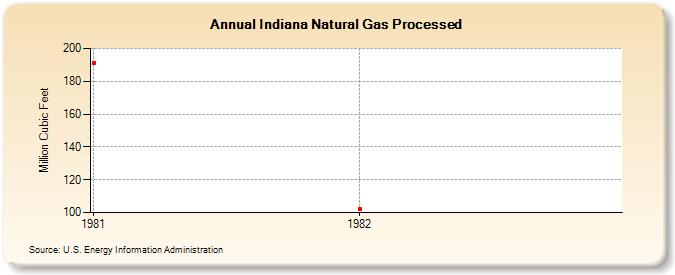 Annual Indiana Natural Gas Processed
Million Cubic Feet
200
180
160
140
120
100
1981
1982
Source: U.S. Energy Information Administration